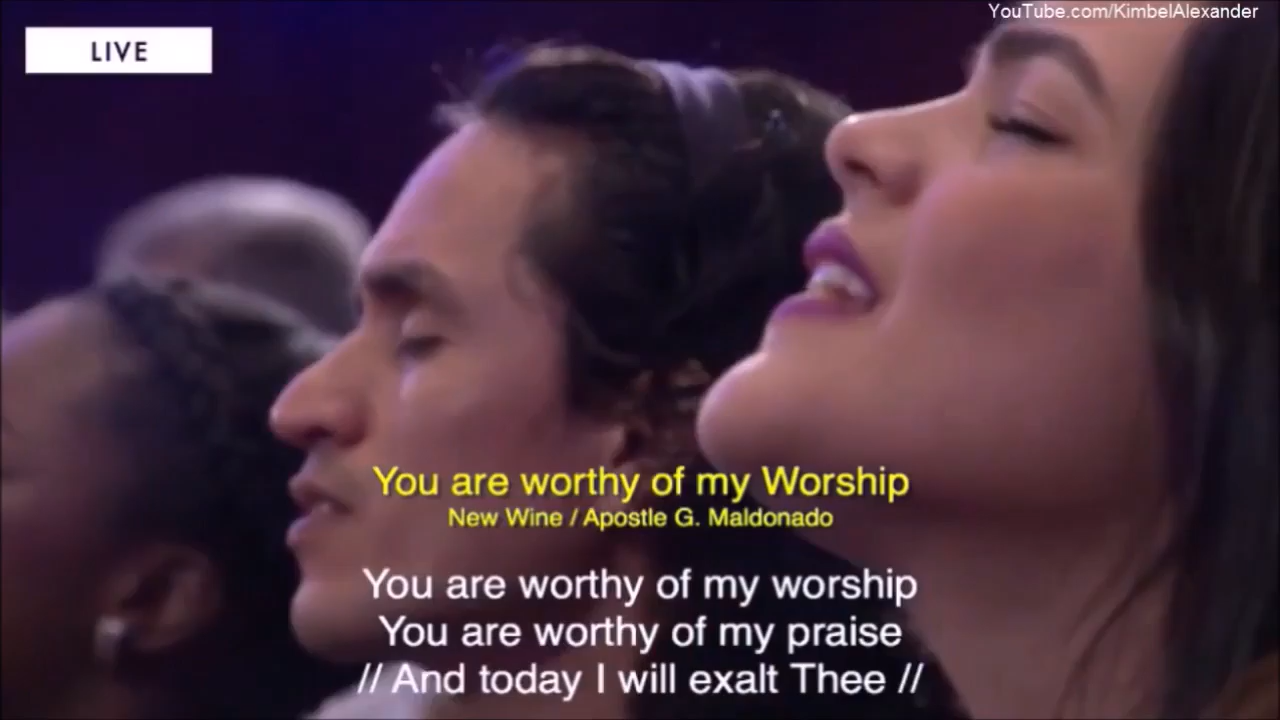 YouTube.com/KimbelAlexander
LIVE
You are worthy of my Worship
New Wine / Apostle G. Maldonado
You are worthy of my worship
You are worthy of my praise
// And today I will exalt Thee //